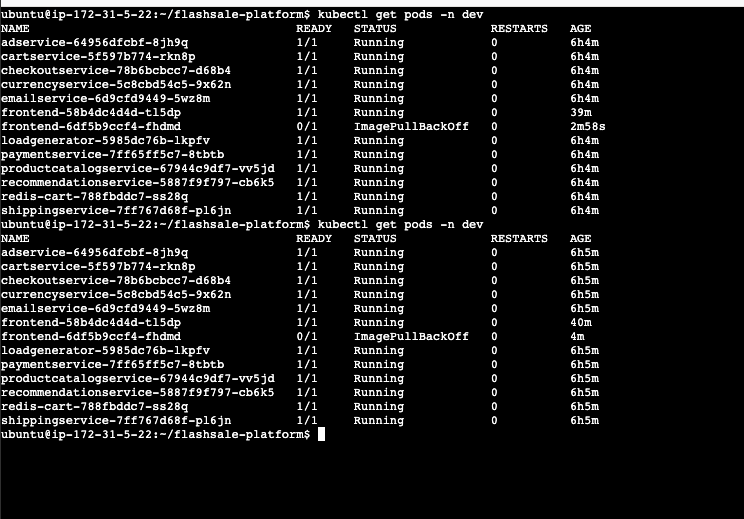 ubuntu@ip-172-31-5-22:~/flashsale-platform$ kubectl get pods -n dev
NAME READY STATUS RESTARTS AGE
adservice-64956dfcbf-8jh9q 1/1 Running 0 6h4m
cartservice-5f597b774-rkn8p 1/1 Running 0 6h4m
checkoutservice-78b6bcbcc7-d68b4 1/1 Running 0 6h4m
currencyservice-5c8cbd54c5-9x62n 1/1 Running 0 6h4m
emailservice-6d9cfd9449-5wz8m 1/1 Running 0 6h4m
frontend-58b4dc4d4d-tl5dp 1/1 Running 0 39m
frontend-6df5b9ccf4-fhdmd 0/1 ImagePullBackOff 0 2m58s
loadgenerator-5985dc76b-lkpfv 1/1 Running 0 6h4m
paymentservice-7ff65ff5c7-8tbtb 1/1 Running 0 6h4m
productcatalogservice-67944c9df7-vv5jd 1/1 Running 0 6h4m
recommendationservice-5887f9f797-cb6k5 1/1 Running 0 6h4m
redis-cart-788fbddc7-ss28q 1/1 Running 0 6h4m
shippingservice-7ff767d68f-pl6jn 1/1 Running 0 6h4m
ubuntu@ip-172-31-5-22:~/flashsale-platform$ kubectl get pods -n dev
NAME READY STATUS RESTARTS AGE
adservice-64956dfcbf-8jh9q 1/1 Running 0 6h5m
cartservice-5f597b774-rkn8p 1/1 Running 0 6h5m
checkoutservice-78b6bcbcc7-d68b4 1/1 Running 0 6h5m
currencyservice-5c8cbd54c5-9x62n 1/1 Running 0 6h5m
emailservice-6d9cfd9449-5wz8m 1/1 Running 0 6h5m
frontend-58b4dc4d4d-tl5dp 1/1 Running 0 40m
frontend-6df5b9ccf4-fhdmd 0/1 ImagePullBackOff 0 4m
loadgenerator-5985dc76b-lkpfv 1/1 Running 0 6h5m
paymentservice-7ff65ff5c7-8tbtb 1/1 Running 0 6h5m
productcatalogservice-67944c9df7-vv5jd 1/1 Running 0 6h5m
recommendationservice-5887f9f797-cb6k5 1/1 Running 0 6h5m
redis-cart-788fbddc7-ss28q 1/1 Running 0 6h5m
shippingservice-7ff767d68f-pl6jn 1/1 Running 0 6h5m
ubuntu@ip-172-31-5-22:~/flashsale-platform$